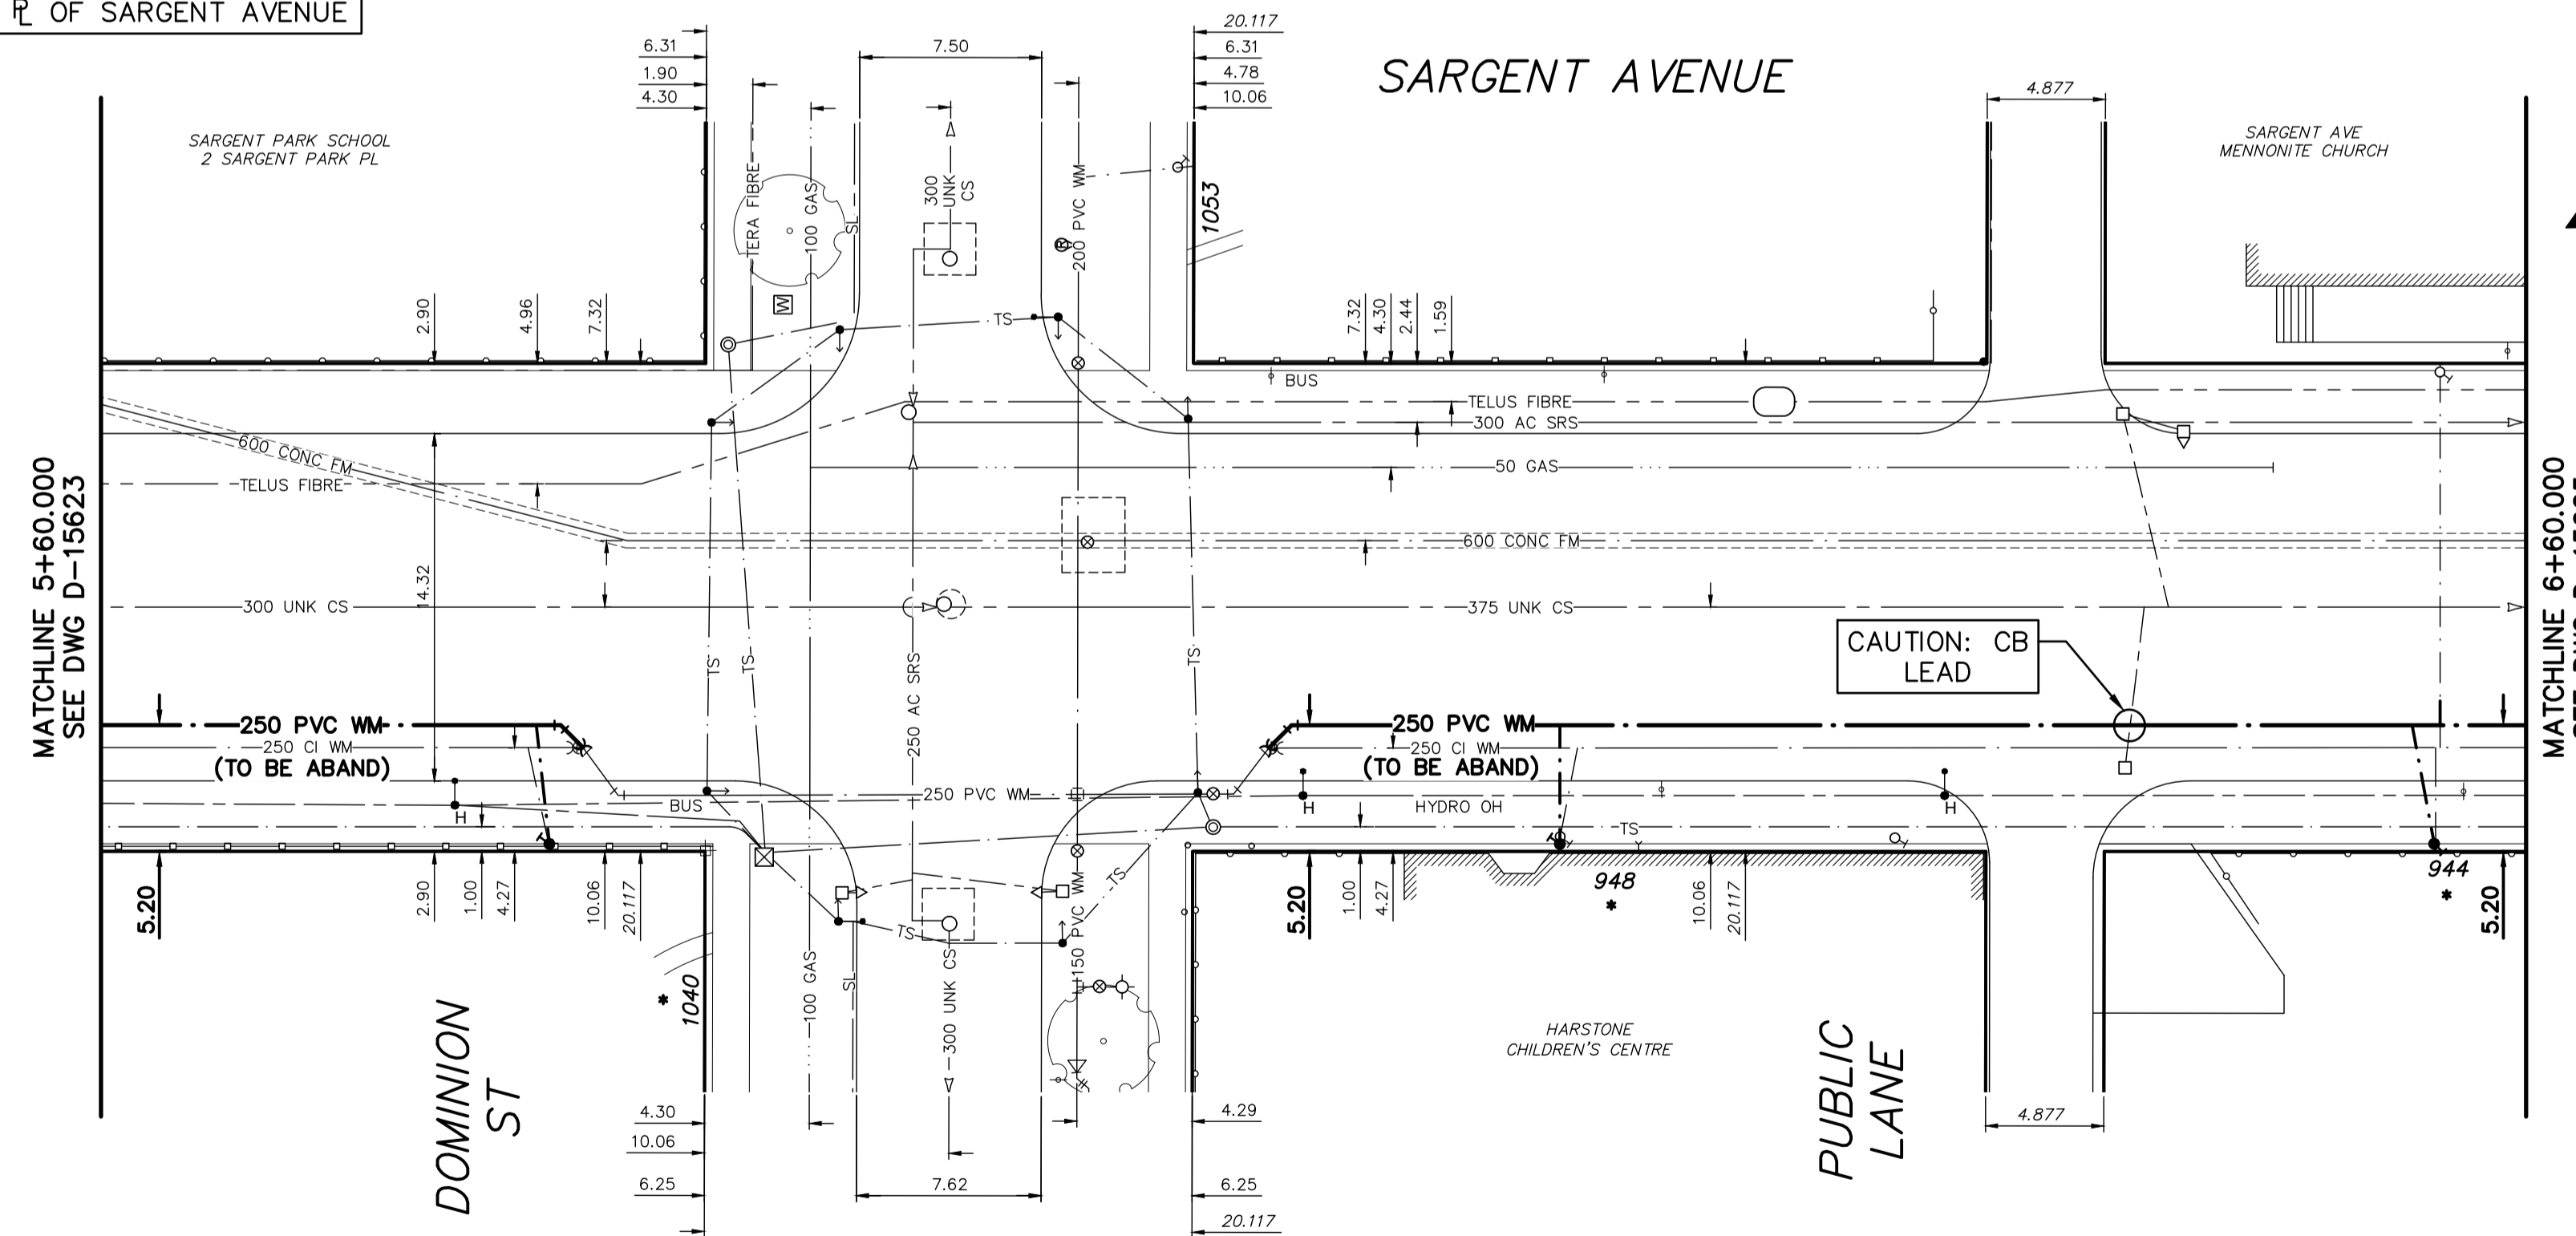 ℄ OF SARGENT AVENUE
20.117
6.31
6.31
7.50
1.90
4.78
4.30
10.06
SARGENT AVENUE
4.877
SARGENT PARK SCHOOL
2 SARGENT PARK PL
SARGENT AVE
MENNONITE CHURCH
TERA FIBRE
100 GAS
SL
300
UNK
CS
200 PVC WM
1053
W
R
2.90
4.96
7.32
TS
7.32
4.30
2.44
1.59
BUS
TELUS FIBRE
300 AC SRS
600 CONC FM
50 GAS
TELUS FIBRE
600 CONC FM
14.32
300 UNK CS
375 UNK CS
MATCHLINE 5+60.000
SEE DWG D-15623
MATCHLINE 6+60.000
TS
TS
250 AC SRS
TS
CAUTION: CB
LEAD
250 PVC WM
250 CI WM
(TO BE ABAND)
250 PVC WM
250 CI WM
(TO BE ABAND)
250 PVC WM
BUS
H
H
HYDRO OH
H
TS
5.20
2.90
1.00
4.27
10.06
20.117
TS
TS
150 PVC WM
5.20
1.00
4.27
948
*
10.06
20.117
944
*
5.20
1040
*
100 GAS
SL
300 UNK CS
DOMINION
ST
HARSTONE
CHILDREN'S CENTRE
PUBLIC
LANE
4.30
4.29
10.06
4.877
6.25
7.62
6.25
20.117